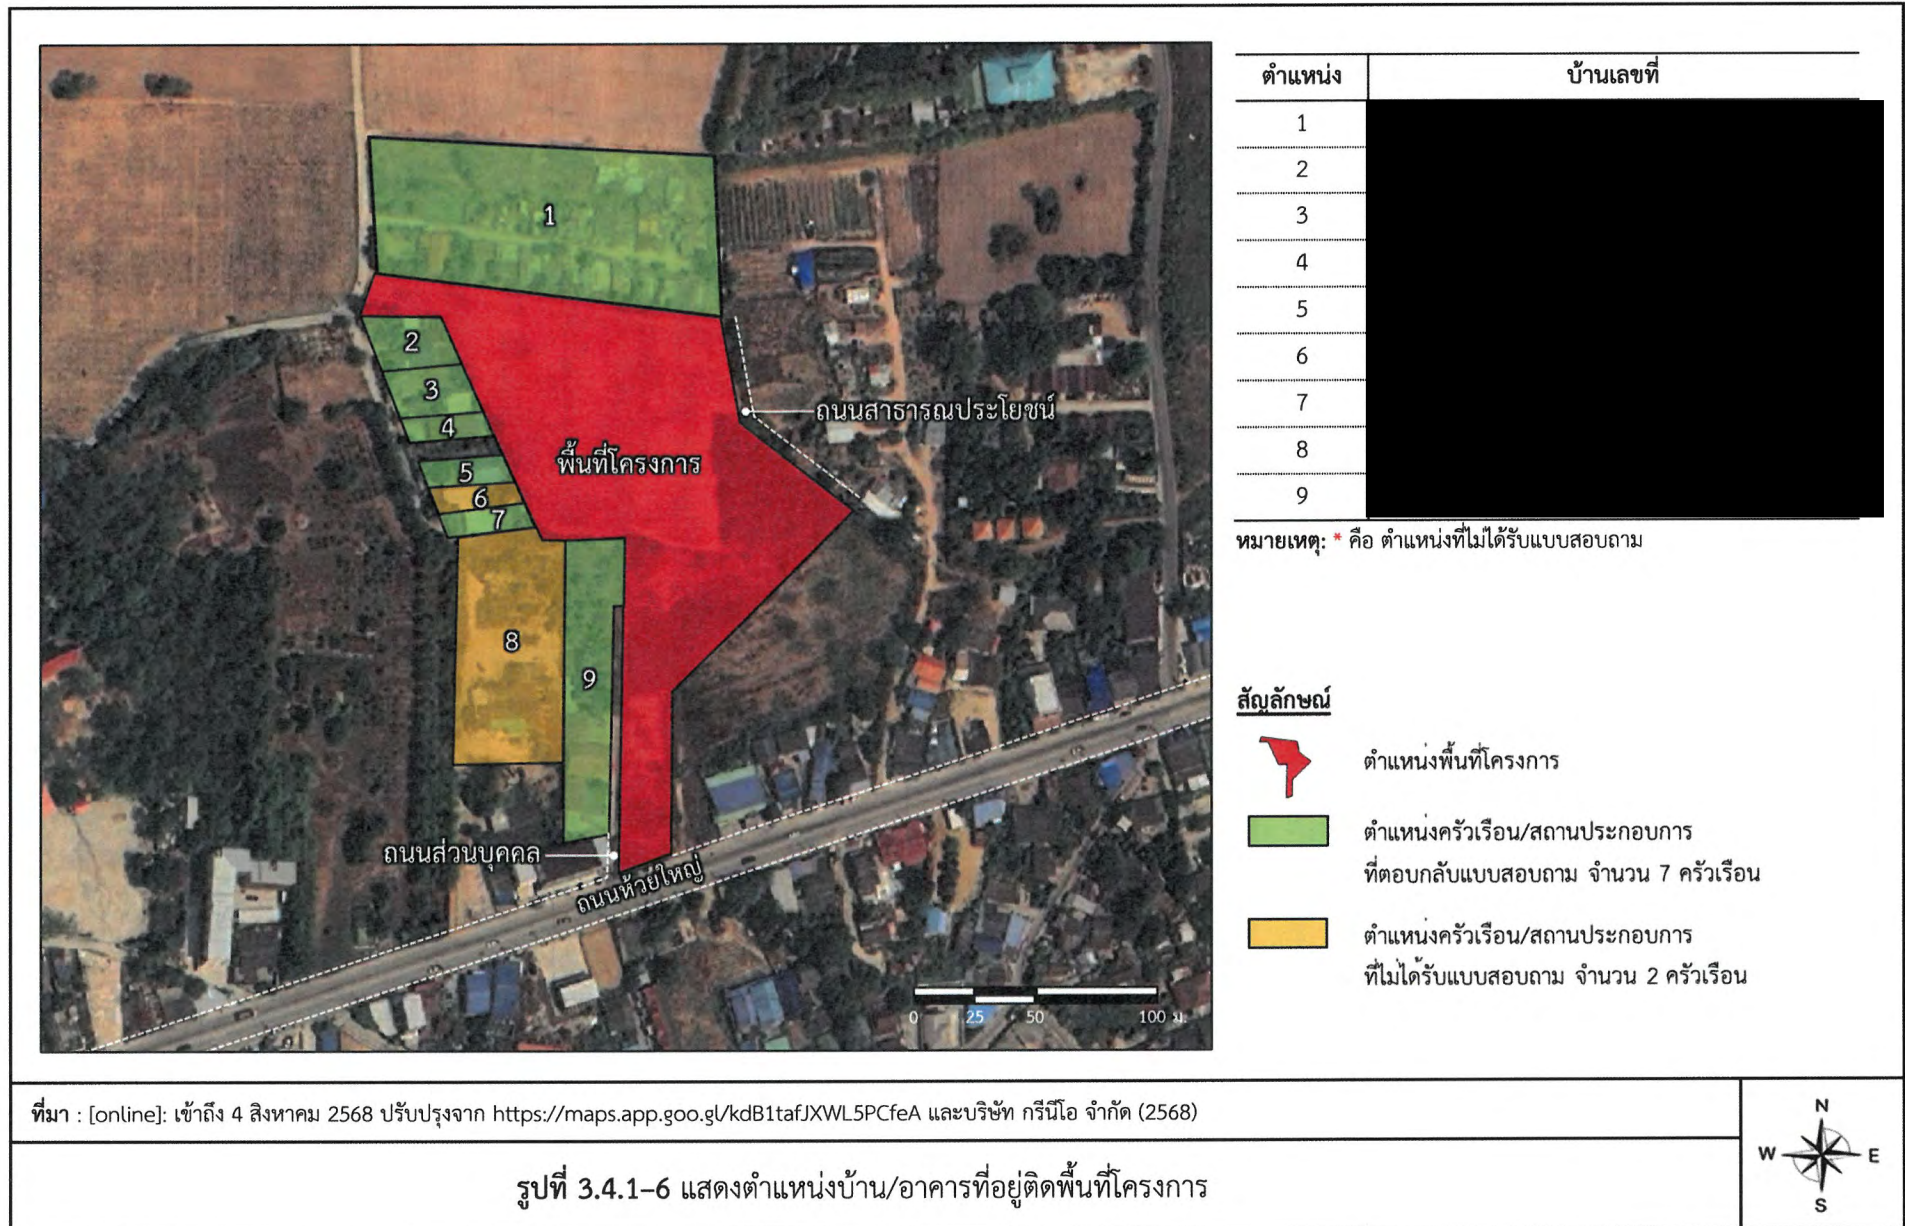 ตำแหน่ง บ้านเลขที่
1
2
3
4
5
6
7
8
9
หมายเหตุ: * คือ ตำแหน่งที่ไม่ได้รับแบบสอบถาม
1
2
3
4
5
6
7
8
9
พื้นที่โครงการ
ถนนสาธารณประโยชน์
ถนนส่วนบุคคล
ถนนห้วยใหญ่
0 25 50 100 ม.
สัญลักษณ์
ตำแหน่งพื้นที่โครงการ
ตำแหน่งครัวเรือน/สถานประกอบการ
ที่ตอบกลับแบบสอบถาม จำนวน 7 ครัวเรือน
ตำแหน่งครัวเรือน/สถานประกอบการ
ที่ไม่ได้รับแบบสอบถาม จำนวน 2 ครัวเรือน
ที่มา : [online]: เข้าถึง 4 สิงหาคม 2568 ปรับปรุงจาก https://maps.app.goo.gl/kdB1tafJXWL5PCfeA และบริษัท กรีนีโอ จำกัด (2568)
N
W E
S
รูปที่ 3.4.1–6 แสดงตำแหน่งบ้าน/อาคารที่อยู่ติดพื้นที่โครงการ